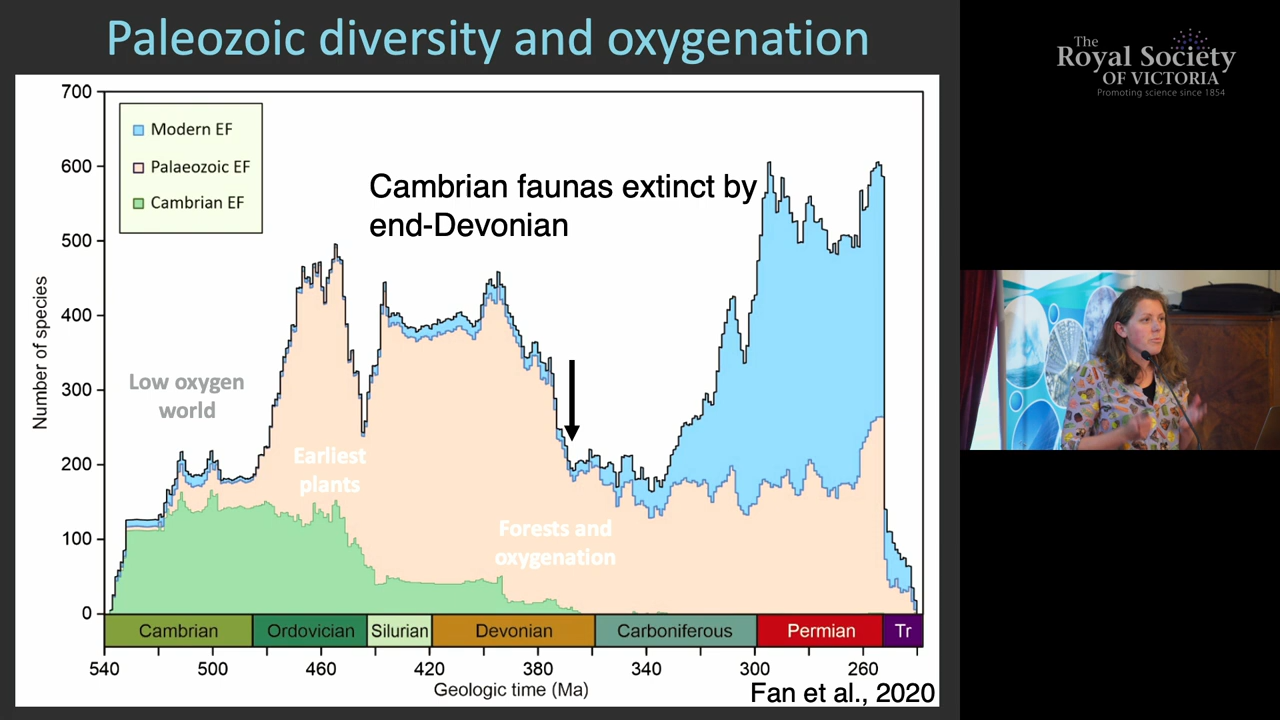 Paleozoic diversity and oxygenation
The
Royal Society
OF VICTORIA
Promoting science since 1854
700
600
500
400
300
200
100
0
Number of species
Modern EF
Palaeozoic EF
Cambrian EF
Cambrian faunas extinct by
end-Devonian
Low oxygen
world
Earliest
plants
Forests and
oxygenation
Cambrian
Ordovician
Silurian
Devonian
Carboniferous
Permian
Tr
540
500
460
420
380
340
300
260
Geologic time (Ma)
Fan et al., 2020